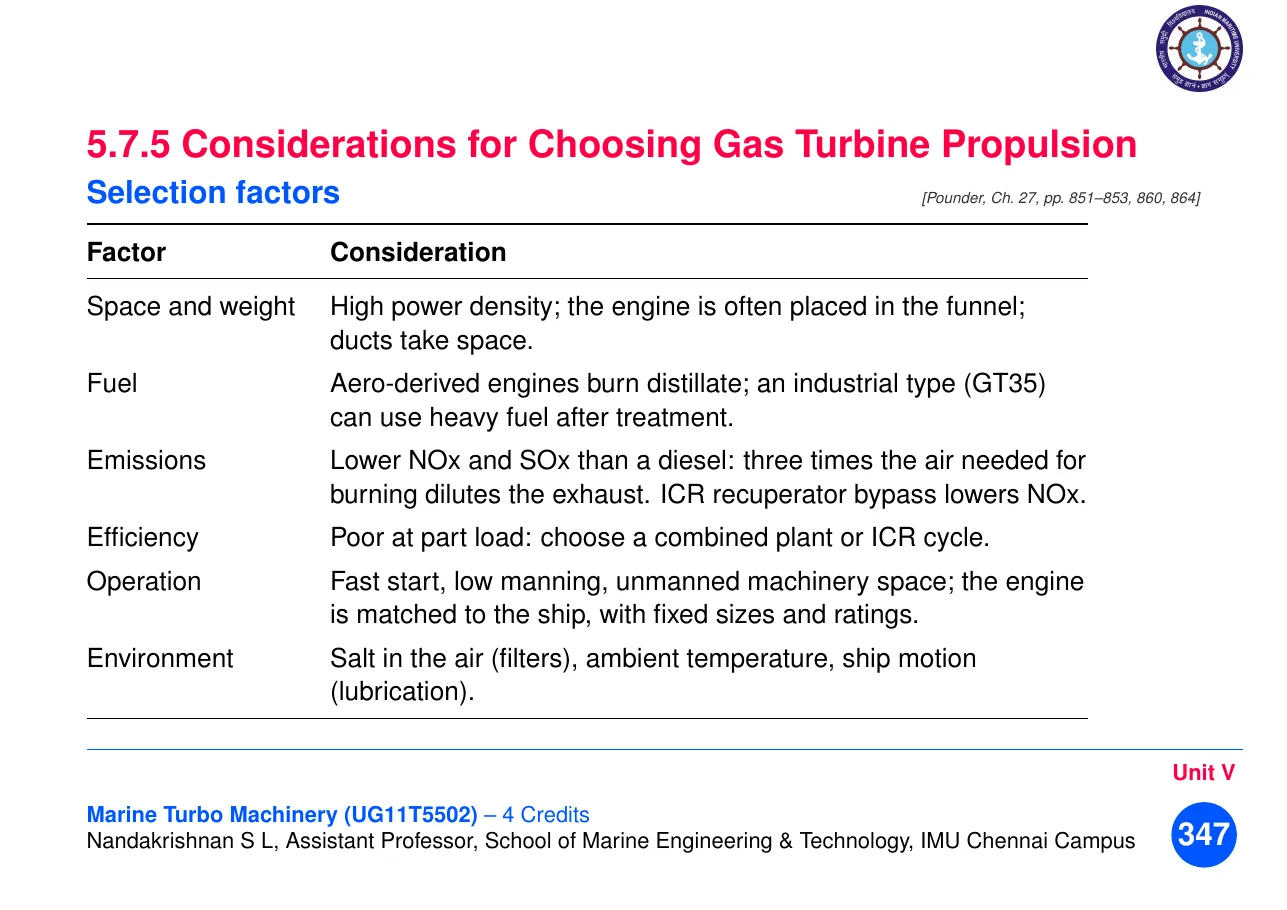 INDIAN MARITIME UNIVERSITY
5.7.5 Considerations for Choosing Gas Turbine Propulsion
Selection factors
[Pounder, Ch. 27, pp. 851–853, 860, 864]
Factor Consideration
Space and weight High power density; the engine is often placed in the funnel;
ducts take space.
Fuel Aero-derived engines burn distillate; an industrial type (GT35)
can use heavy fuel after treatment.
Emissions Lower NOx and SOx than a diesel: three times the air needed for
burning dilutes the exhaust. ICR recuperator bypass lowers NOx.
Efficiency Poor at part load: choose a combined plant or ICR cycle.
Operation Fast start, low manning, unmanned machinery space; the engine
is matched to the ship, with fixed sizes and ratings.
Environment Salt in the air (filters), ambient temperature, ship motion
(lubrication).
Unit V
Marine Turbo Machinery (UG11T5502) – 4 Credits
Nandakrishnan S L, Assistant Professor, School of Marine Engineering & Technology, IMU Chennai Campus
347